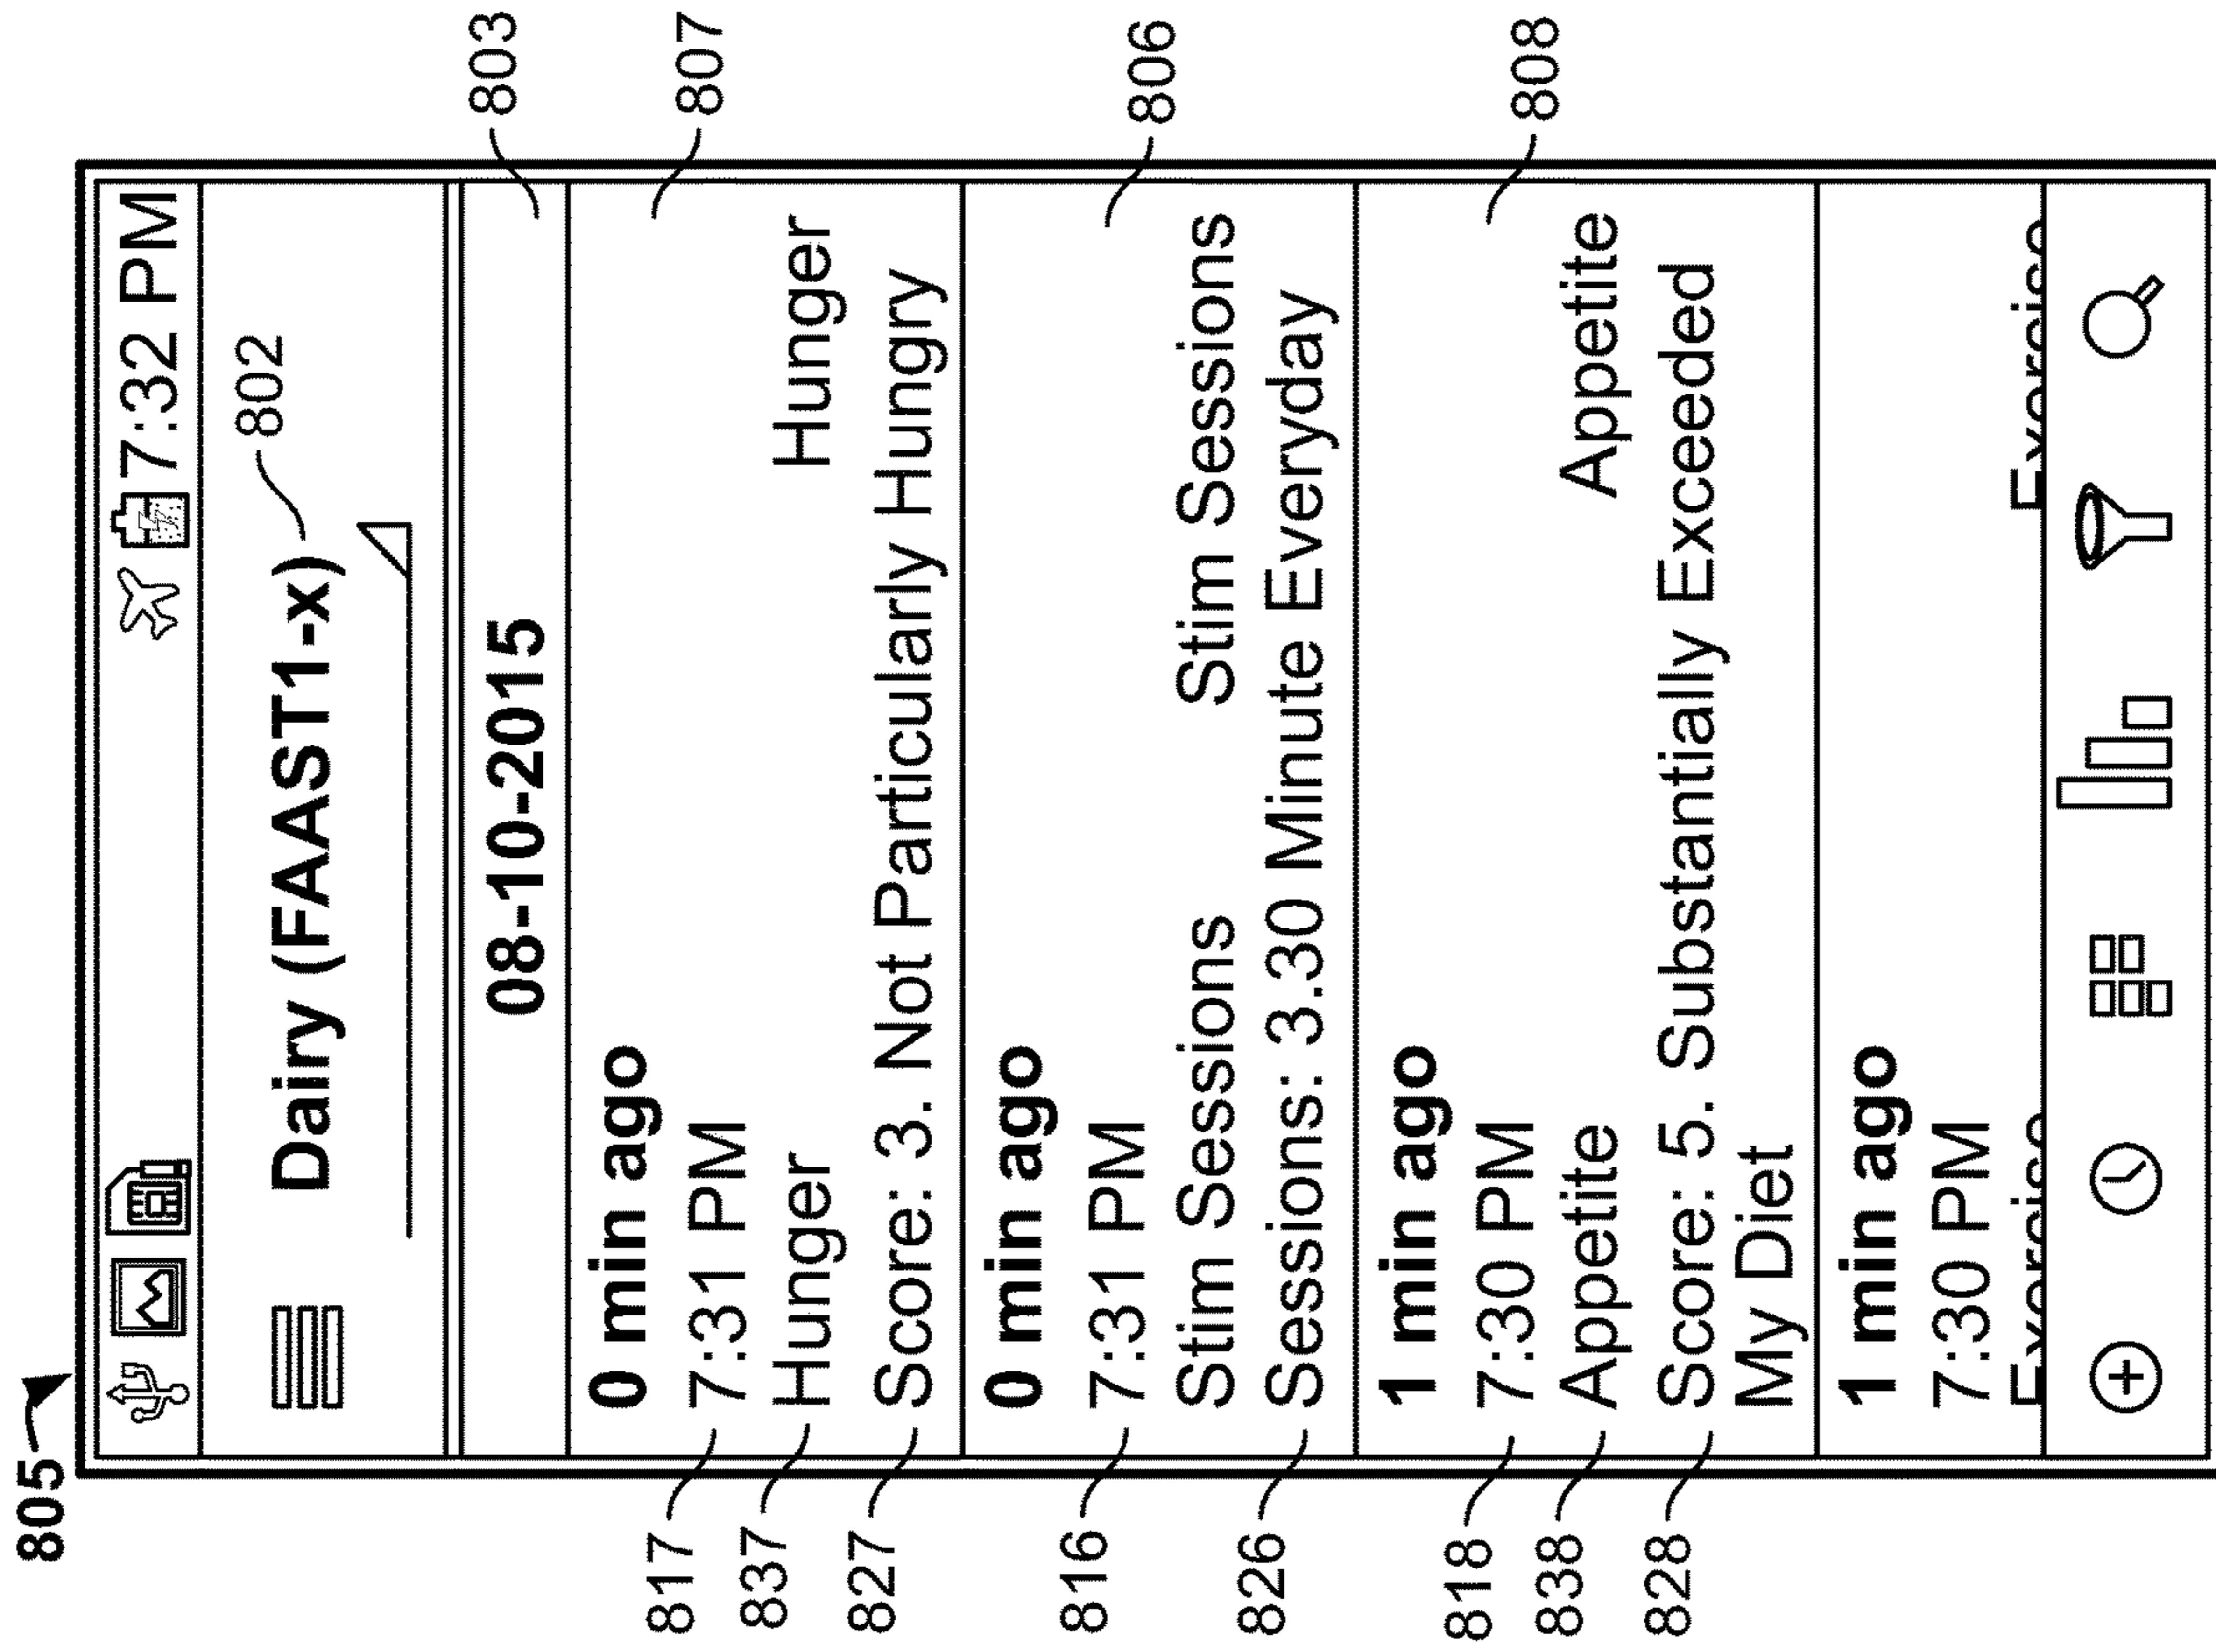 805
7:32 PM
Dairy (FAAST1-x)
802
08-10-2015
803
0 min ago
807
817
7:31 PM
837
Hunger Hunger
827
Score: 3. Not Particularly Hungry
0 min ago
806
816
7:31 PM
Stim Sessions Stim Sessions
826
Sessions: 3.30 Minute Everyday
1 min ago
808
818
7:30 PM
838
Appetite Appetite
828
Score: 5. Substantially Exceeded
My Diet
1 min ago
7:30 PM
Exercise Exercise